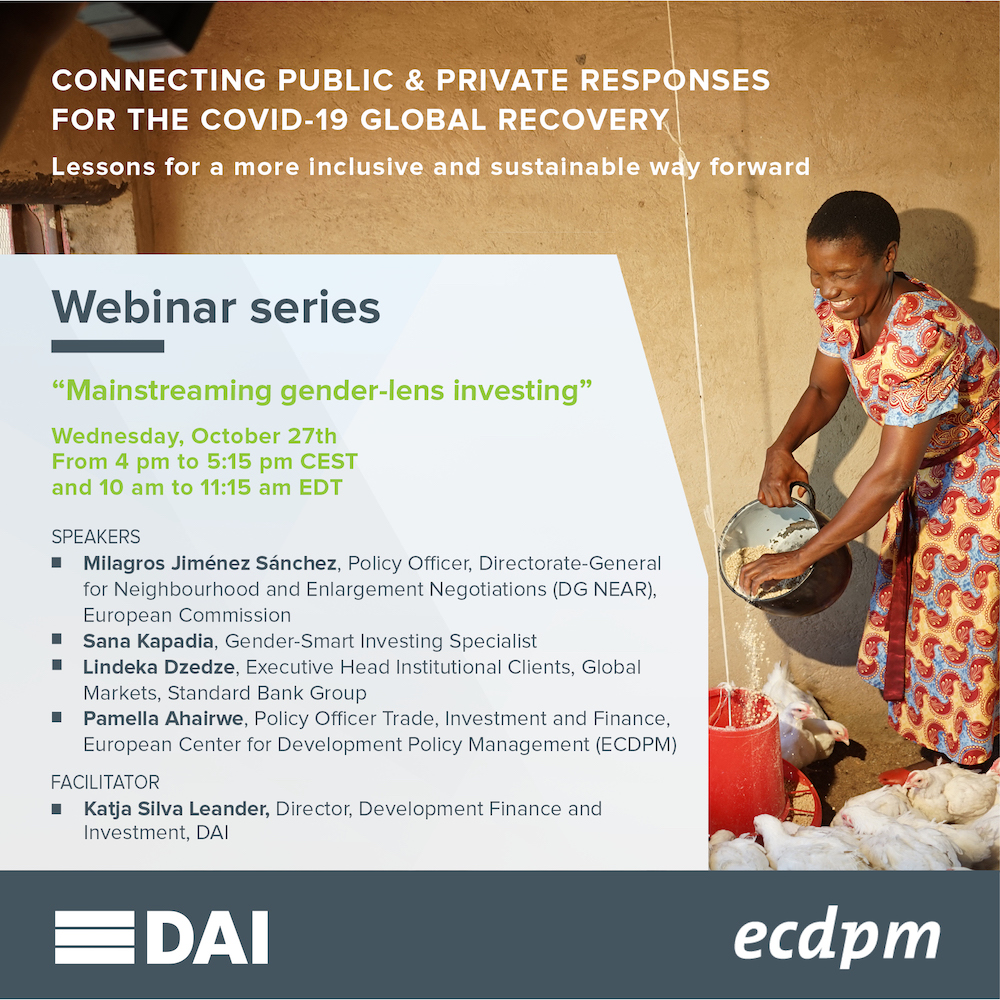 CONNECTING PUBLIC & PRIVATE RESPONSES
FOR THE COVID-19 GLOBAL RECOVERY
Lessons for a more inclusive and sustainable way forward
Webinar series
“Mainstreaming gender-lens investing”
Wednesday, October 27th
From 4 pm to 5:15 pm CEST
and 10 am to 11:15 am EDT
SPEAKERS
▪ Milagros Jiménez Sánchez, Policy Officer, Directorate-General
for Neighbourhood and Enlargement Negotiations (DG NEAR),
European Commission
▪ Sana Kapadia, Gender-Smart Investing Specialist
▪ Lindeka Dzedze, Executive Head Institutional Clients, Global
Markets, Standard Bank Group
▪ Pamella Ahairwe, Policy Officer Trade, Investment and Finance,
European Center for Development Policy Management (ECDPM)
FACILITATOR
▪ Katja Silva Leander, Director, Development Finance and
Investment, DAI
DAI
ecdpm